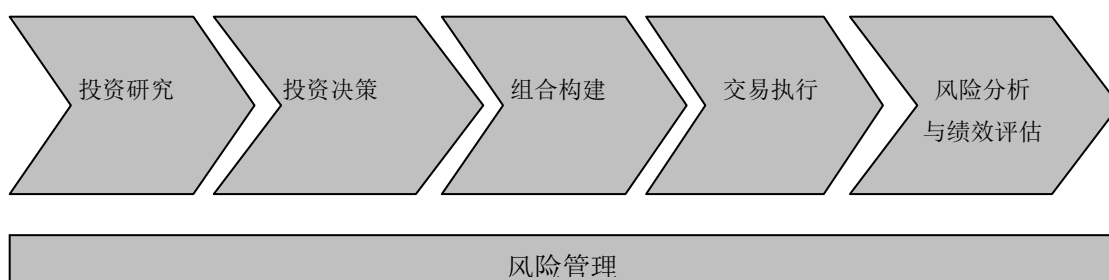 投资研究
投资决策
组合构建
交易执行
风险分析
与绩效评估
风险管理